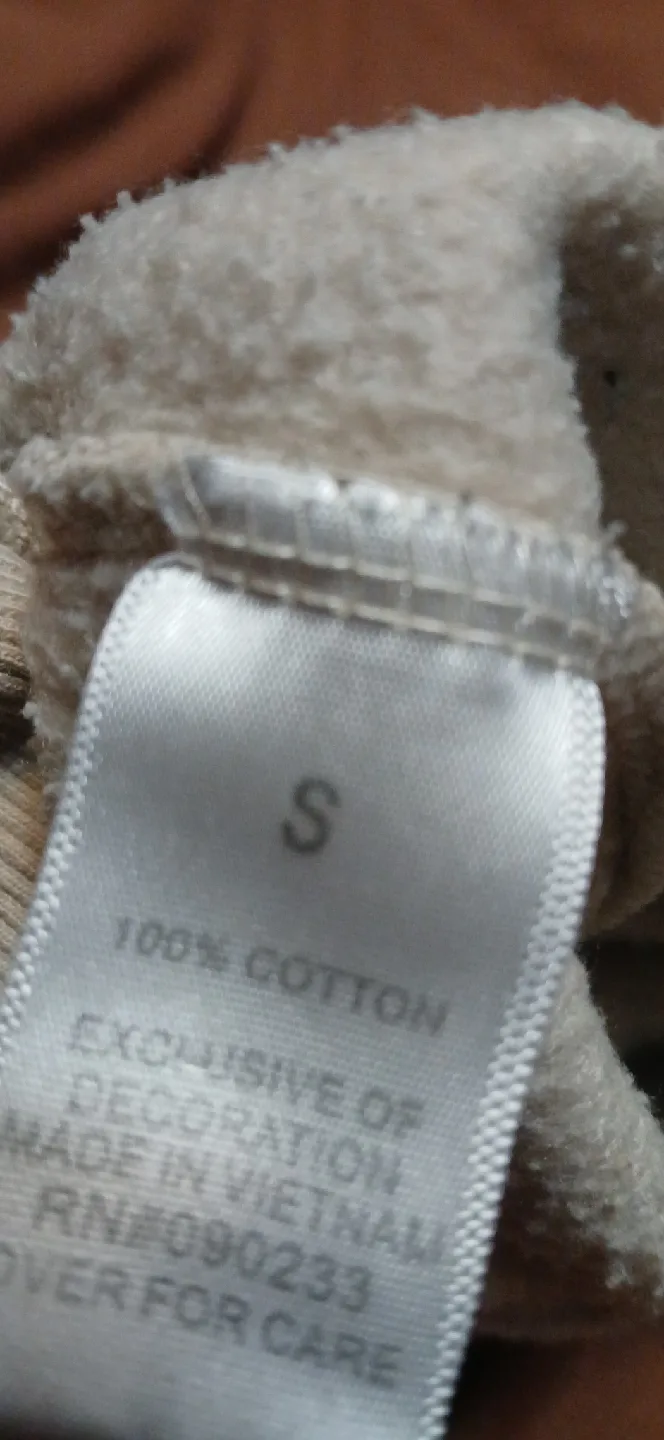 S
100% COTTON
EXCLUSIVE OF
DECORATION
MADE IN VIETNAM
RN#090233
OVER FOR CARE